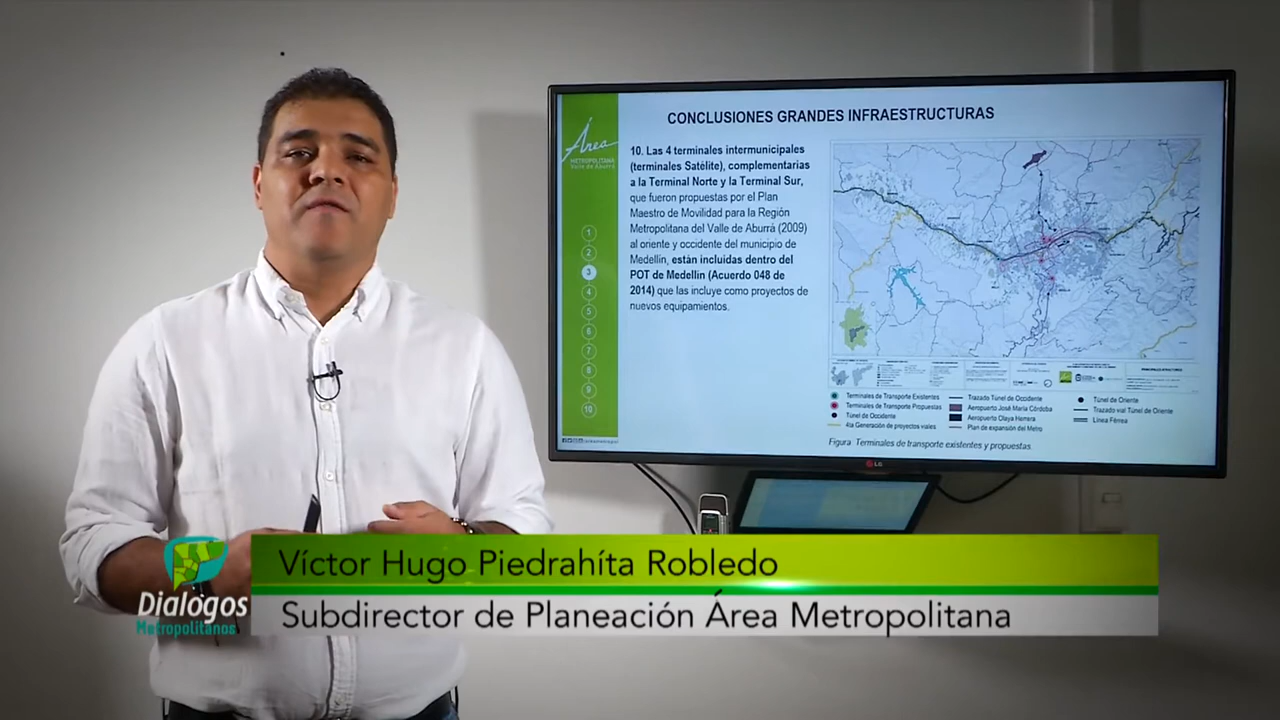 CONCLUSIONES GRANDES INFRAESTRUCTURAS
Área
METROPOLITANA
Valle de Aburrá
10. Las 4 terminales intermunicipales
(terminales Satélite), complementarias
a la Terminal Norte y la Terminal Sur,
que fueron propuestas por el Plan
Maestro de Movilidad para la Región
Metropolitana del Valle de Aburrá (2009)
al oriente y occidente del municipio de
Medellín, están incluidas dentro del
POT de Medellín (Acuerdo 048 de
2014) que las incluye como proyectos de
nuevos equipamientos.
1
2
3
4
5
6
7
8
9
10
Terminales de Transporte Existentes
Terminales de Transporte Propuestas
Túnel de Occidente
4ta Generación de proyectos viales
Trazado Túnel de Occidente
Aeropuerto José María Córdoba
Aeropuerto Olaya Herrera
Plan de expansión del Metro
Túnel de Oriente
Trazado vial Túnel de Oriente
Línea Férrea
Figura Terminales de transporte existentes y propuestas.
LG
Víctor Hugo Piedrahíta Robledo
Subdirector de Planeación Área Metropolitana
Dialogos
Metropolitanos